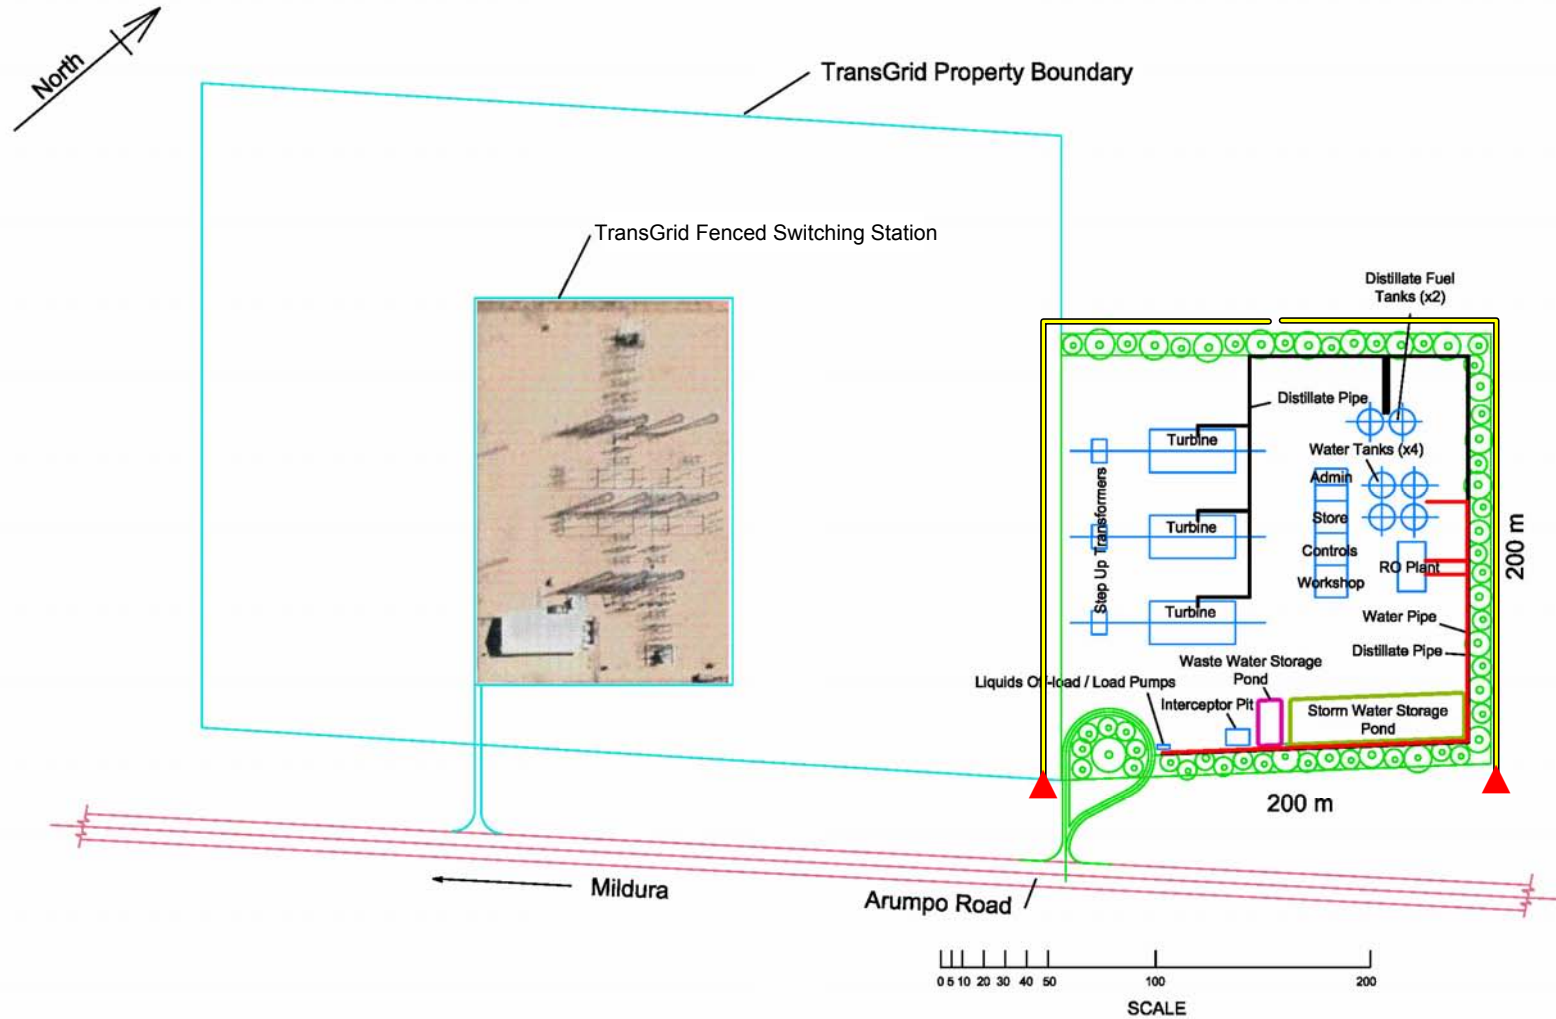 North
TransGrid Property Boundary
TransGrid Fenced Switching Station
Distillate Fuel
Tanks (x2)
Distillate Pipe
Turbine
Water Tanks (x4)
Admin
Step Up Transformers
Store
Turbine
Controls
RO Plant
Workshop
Turbine
Water Pipe
Distillate Pipe
200 m
Waste Water Storage
Pond
Liquids Off-load / Load Pumps
Interceptor Pit
Storm Water Storage
Pond
200 m
Mildura
Arumpo Road
0 5 10 20 30 40 50 100 200
SCALE